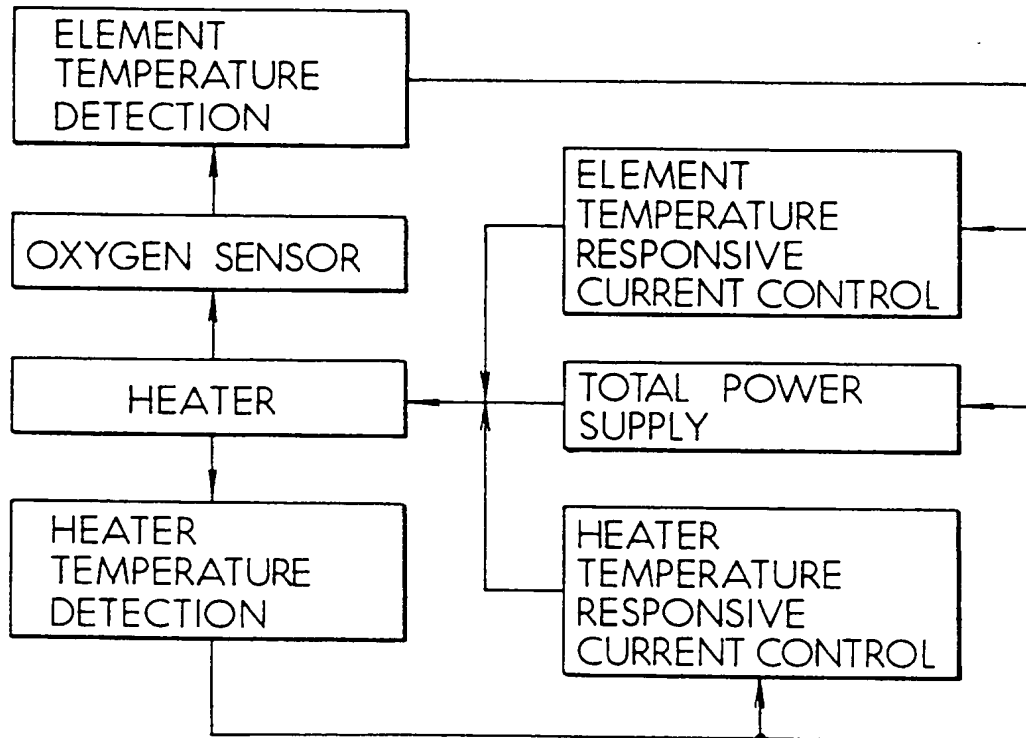 ELEMENT
TEMPERATURE
DETECTION
OXYGEN SENSOR
HEATER
HEATER
TEMPERATURE
DETECTION
ELEMENT
TEMPERATURE
RESPONSIVE
CURRENT CONTROL
TOTAL POWER
SUPPLY
HEATER
TEMPERATURE
RESPONSIVE
CURRENT CONTROL